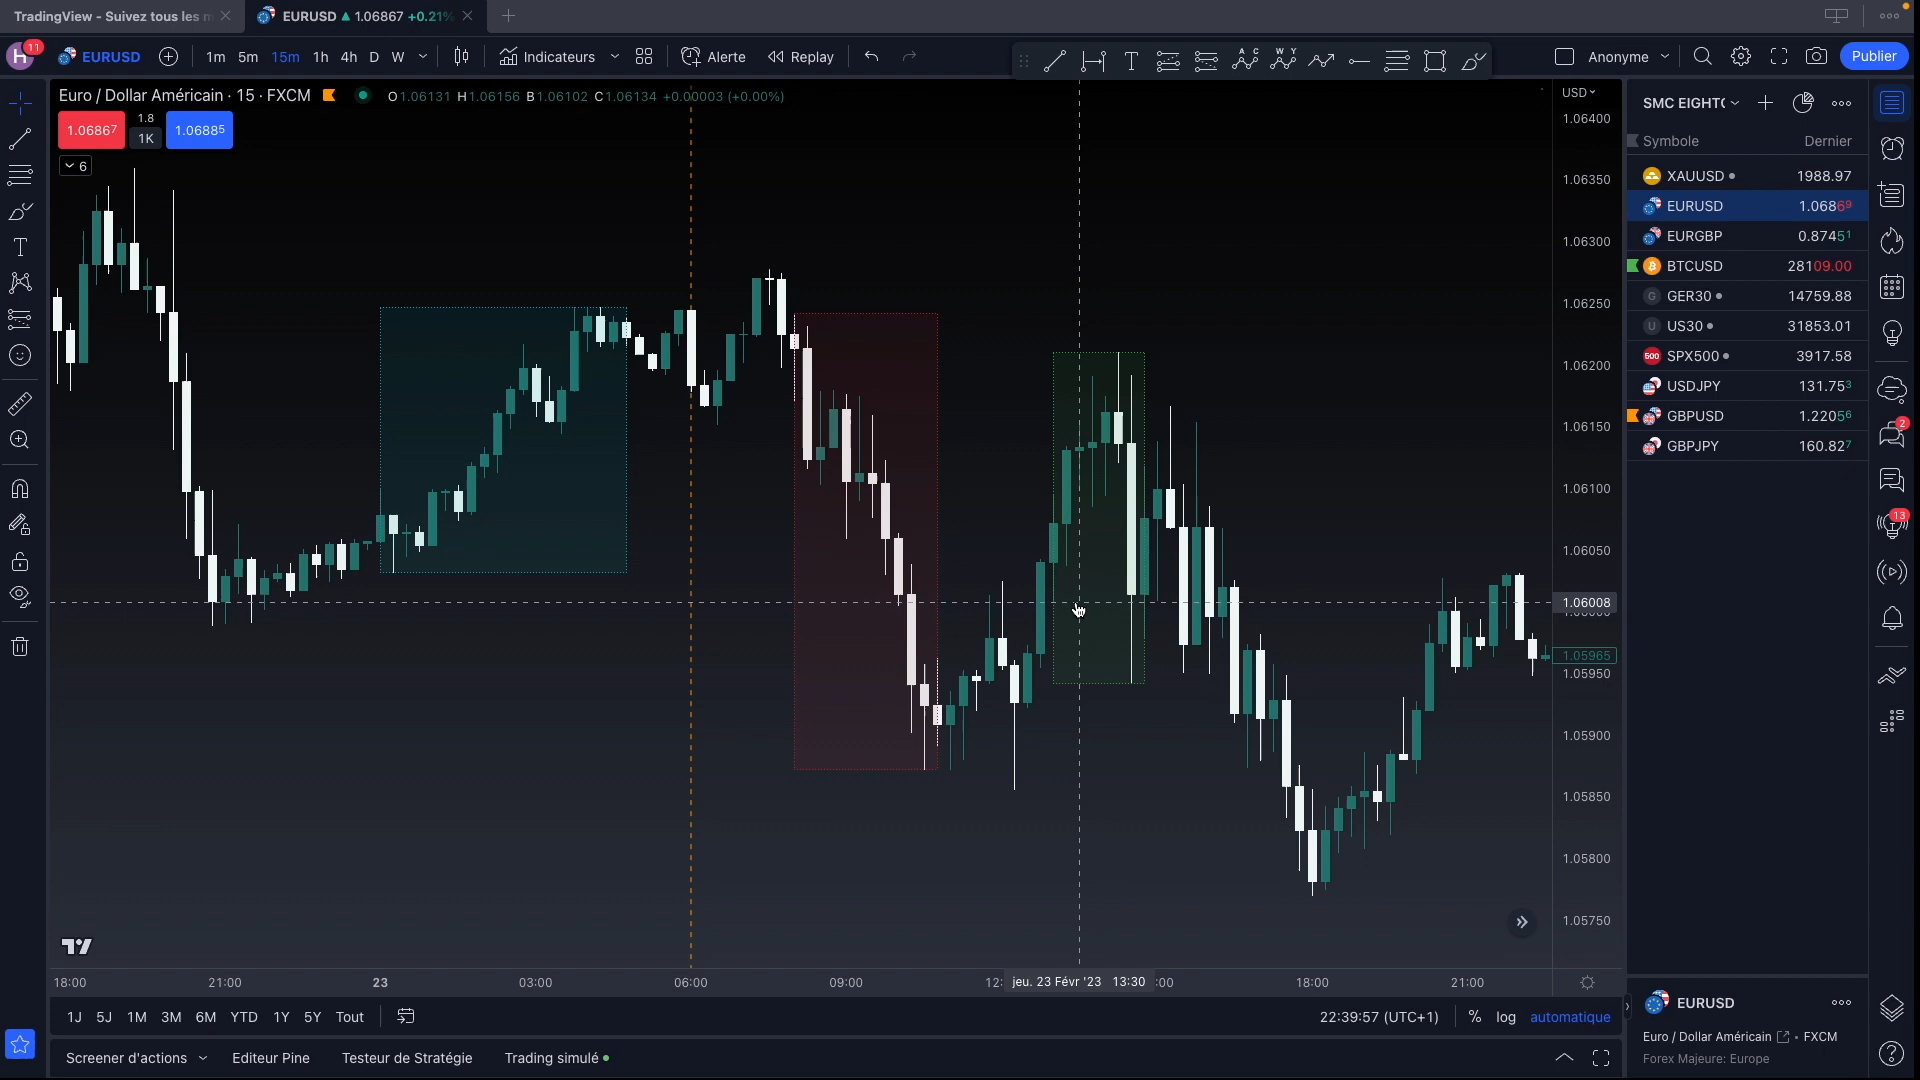 TradingView - Suivez tous les m
EURUSD ▲ 1.06867 +0.21%
H 11 EURUSD 1m 5m 15m 1h 4h D W Indicateurs Alerte Replay Anonyme Publier
Euro / Dollar Américain · 15 · FXCM O1.06131 H1.06156 B1.06102 C1.06134 +0.00003 (+0.00%)
1.06867 1.8 1K 1.06885
6
USD
1.06400
1.06350
1.06300
1.06250
1.06200
1.06150
1.06100
1.06050
1.06008
1.05965
1.05950
1.05900
1.05850
1.05800
1.05750
18:00 21:00 23 03:00 06:00 09:00 12: jeu. 23 Févr '23 13:30 :00 18:00 21:00
1J 5J 1M 3M 6M YTD 1Y 5Y Tout 22:39:57 (UTC+1) % log automatique
Screener d'actions Editeur Pine Testeur de Stratégie Trading simulé
SMC EIGHT
Symbole Dernier
XAUUSD 1988.97
EURUSD 1.06869
EURGBP 0.87451
BTCUSD 28109.00
G GER30 14759.88
U US30 31853.01
500 SPX500 3917.58
USDJPY 131.753
GBPUSD 1.22056
GBPJPY 160.827
2
13
EURUSD
Euro / Dollar Américain • FXCM
Forex Majeure: Europe